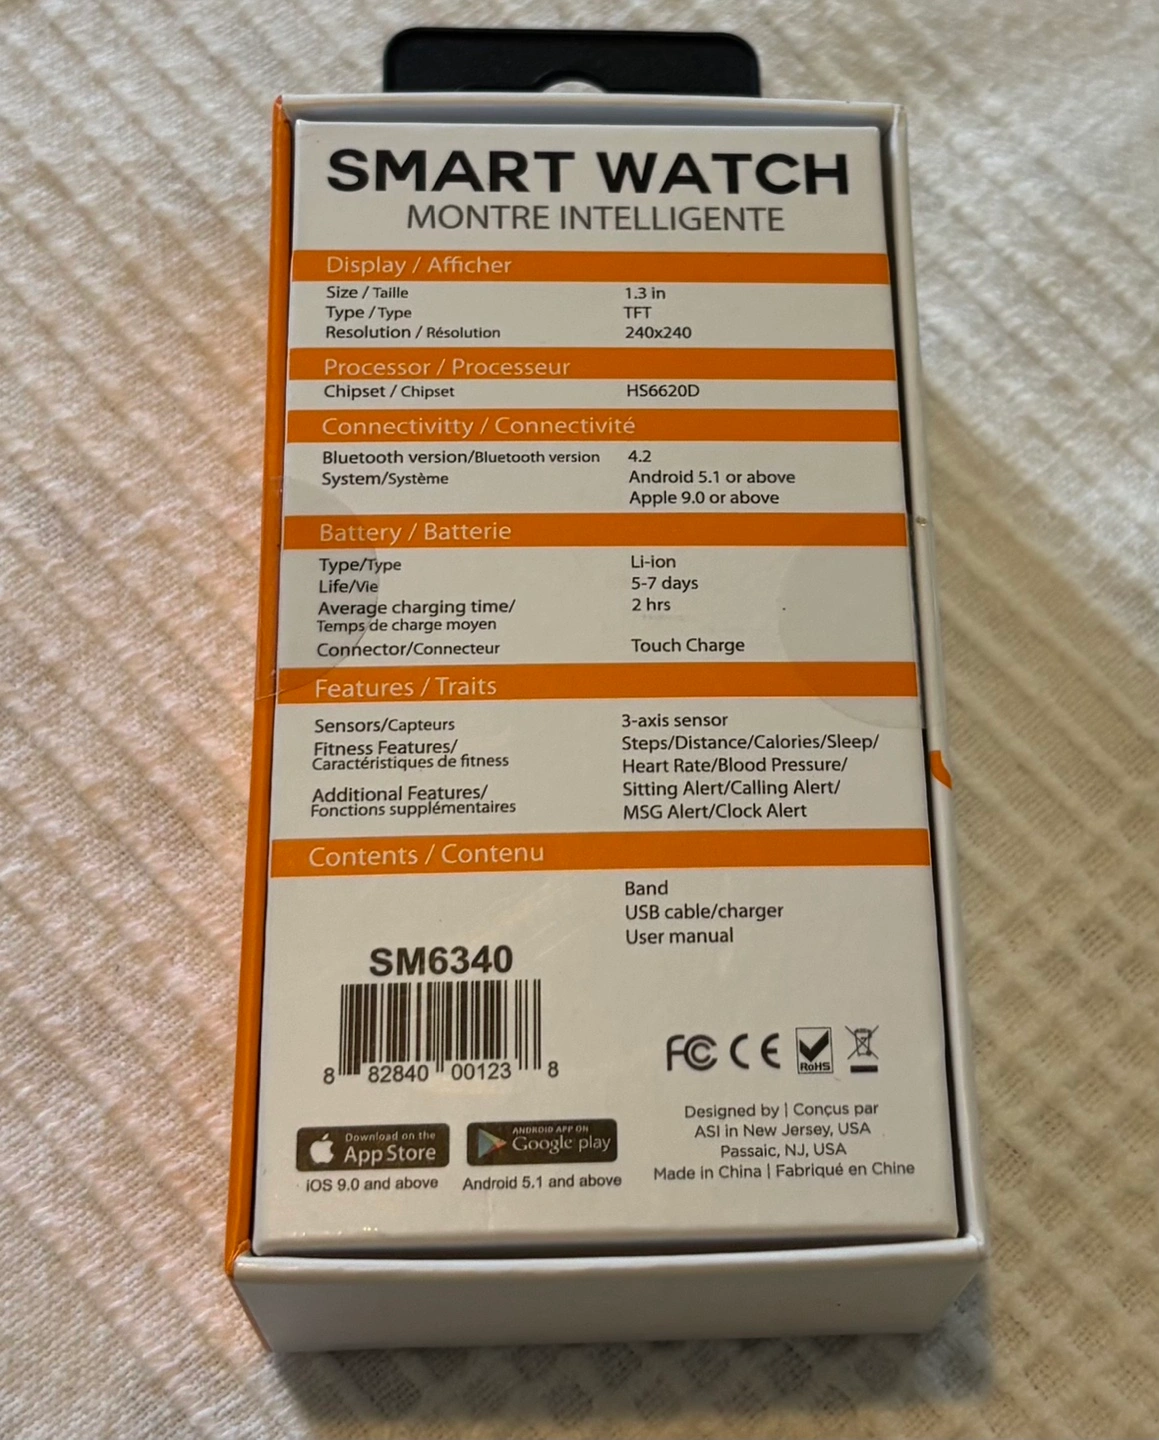 SMART WATCH
MONTRE INTELLIGENTE
Display / Afficher
Size / Taille 1.3 in
Type / Type TFT
Resolution / Résolution 240x240
Processor / Processeur
Chipset / Chipset HS6620D
Connectivitty / Connectivité
Bluetooth version/Bluetooth version 4.2
System/Système Android 5.1 or above
Apple 9.0 or above
Battery / Batterie
Type/Type Li-ion
Life/Vie 5-7 days
Average charging time/ 2 hrs
Temps de charge moyen
Connector/Connecteur Touch Charge
Features / Traits
Sensors/Capteurs 3-axis sensor
Fitness Features/ Steps/Distance/Calories/Sleep/
Caractéristiques de fitness Heart Rate/Blood Pressure/
Additional Features/ Sitting Alert/Calling Alert/
Fonctions supplémentaires MSG Alert/Clock Alert
Contents / Contenu
Band
USB cable/charger
User manual
SM6340
8 82840 00123 8
FC CE RoHS
Download on the
App Store
iOS 9.0 and above
ANDROID APP ON
Google play
Android 5.1 and above
Designed by | Conçus par
ASI in New Jersey, USA
Passaic, NJ, USA
Made in China | Fabriqué en Chine